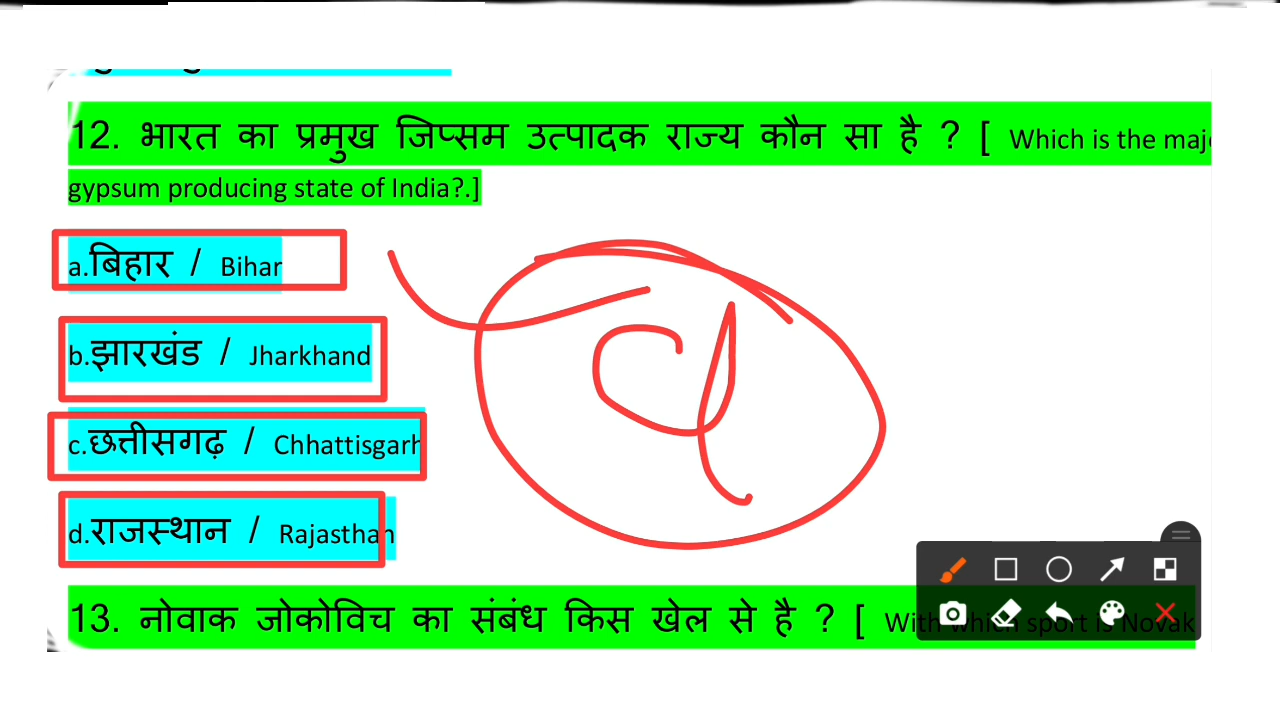 12. भारत का प्रमुख जिप्सम उत्पादक राज्य कौन सा है ? [ Which is the
gypsum producing state of India?.]
a.बिहार / Bihar
b.झारखंड / Jharkhand
c.छत्तीसगढ़ / Chhattisgarh
d.राजस्थान / Rajasthan
d
13. नोवाक जोकोविच का संबंध किस खेल से है ? [ With which sport is Novak